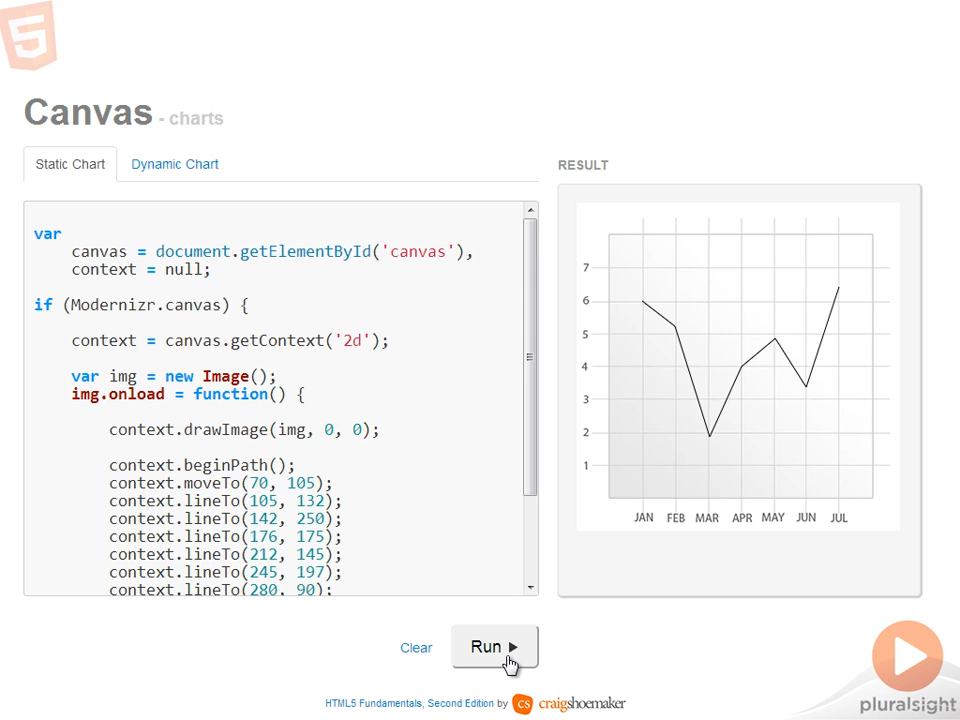 5
Canvas - charts
Static Chart
Dynamic Chart
RESULT
var
canvas = document.getElementById('canvas'),
context = null;
if (Modernizr.canvas) {
context = canvas.getContext('2d');
var img = new Image();
img.onload = function() {
context.drawImage(img, 0, 0);
context.beginPath();
context.moveTo(70, 105);
context.lineTo(105, 132);
context.lineTo(142, 250);
context.lineTo(176, 175);
context.lineTo(212, 145);
context.lineTo(245, 197);
context.lineTo(280, 90);
7
6
5
4
3
2
1
JAN FEB MAR APR MAY JUN JUL
Clear
Run
HTML5 Fundamentals, Second Edition by cs craigshoemaker
pluralsight